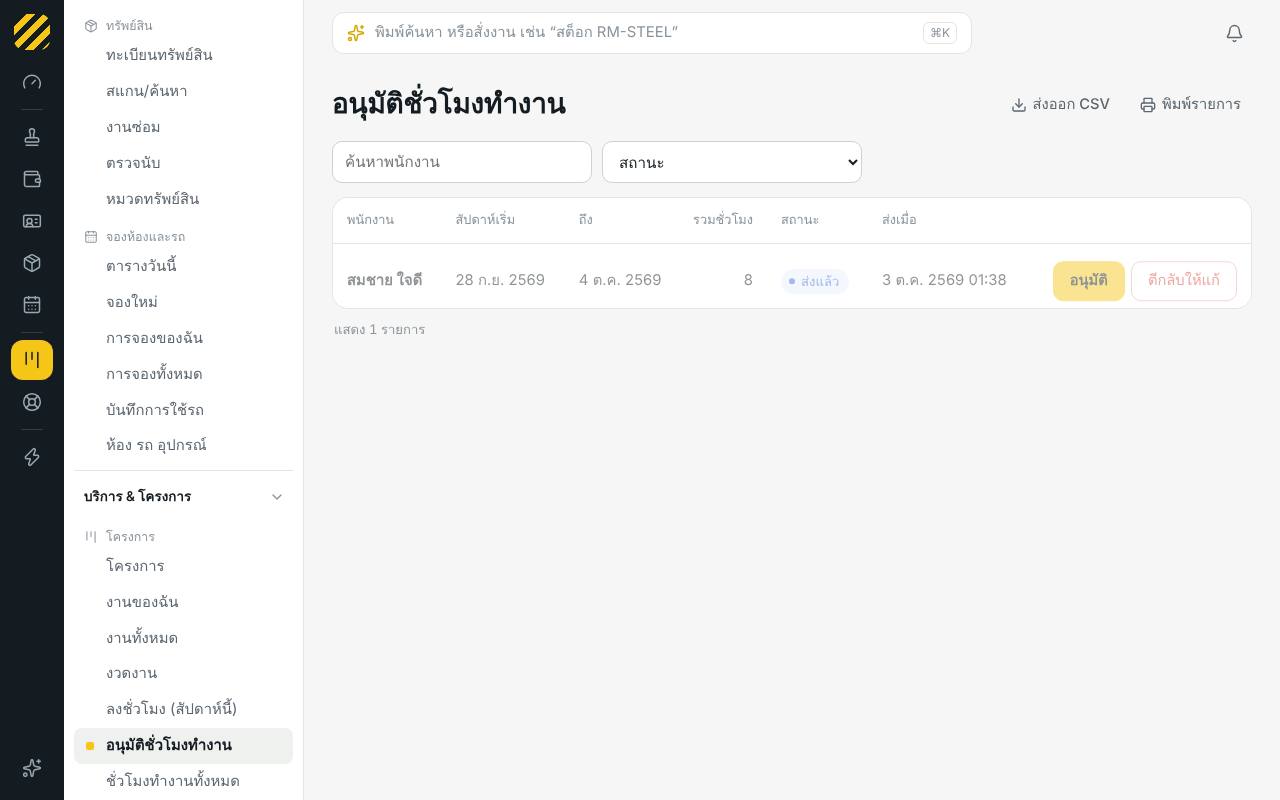 ทรัพย์สิน
ทะเบียนทรัพย์สิน
สแกน/ค้นหา
งานซ่อม
ตรวจนับ
หมวดทรัพย์สิน
จองห้องและรถ
ตารางวันนี้
จองใหม่
การจองของฉัน
การจองทั้งหมด
บันทึกการใช้รถ
ห้อง รถ อุปกรณ์
บริการ & โครงการ
โครงการ
โครงการ
งานของฉัน
งานทั้งหมด
งวดงาน
ลงชั่วโมง (สัปดาห์นี้)
อนุมัติชั่วโมงทำงาน
ชั่วโมงทำงานทั้งหมด
พิมพ์ค้นหา หรือสั่งงาน เช่น “สต็อก RM-STEEL” ⌘K
อนุมัติชั่วโมงทำงาน
ส่งออก CSV พิมพ์รายการ
ค้นหาพนักงาน สถานะ
พนักงาน สัปดาห์เริ่ม ถึง รวมชั่วโมง สถานะ ส่งเมื่อ
สมชาย ใจดี 28 ก.ย. 2569 4 ต.ค. 2569 8 ส่งแล้ว 3 ต.ค. 2569 01:38 อนุมัติ ตีกลับให้แก้
แสดง 1 รายการ